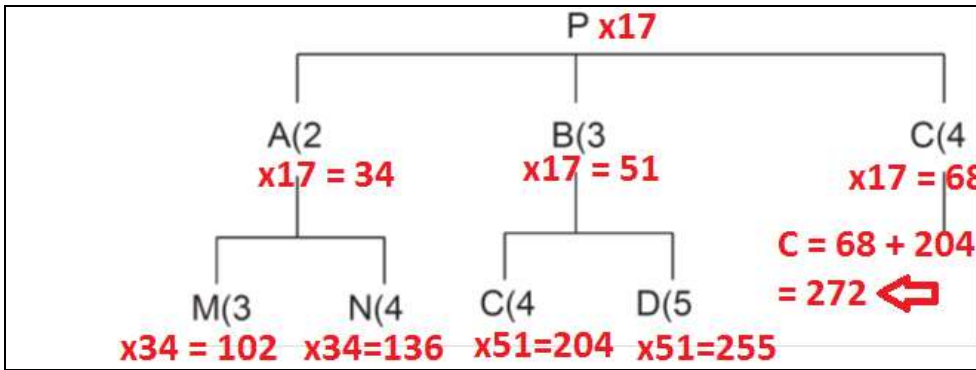 P x17
A(2 B(3 C(4
x17 = 34 x17 = 51 x17 = 68
C = 68 + 204
= 272
M(3 N(4 C(4 D(5
x34 = 102 x34=136 x51=204 x51=255